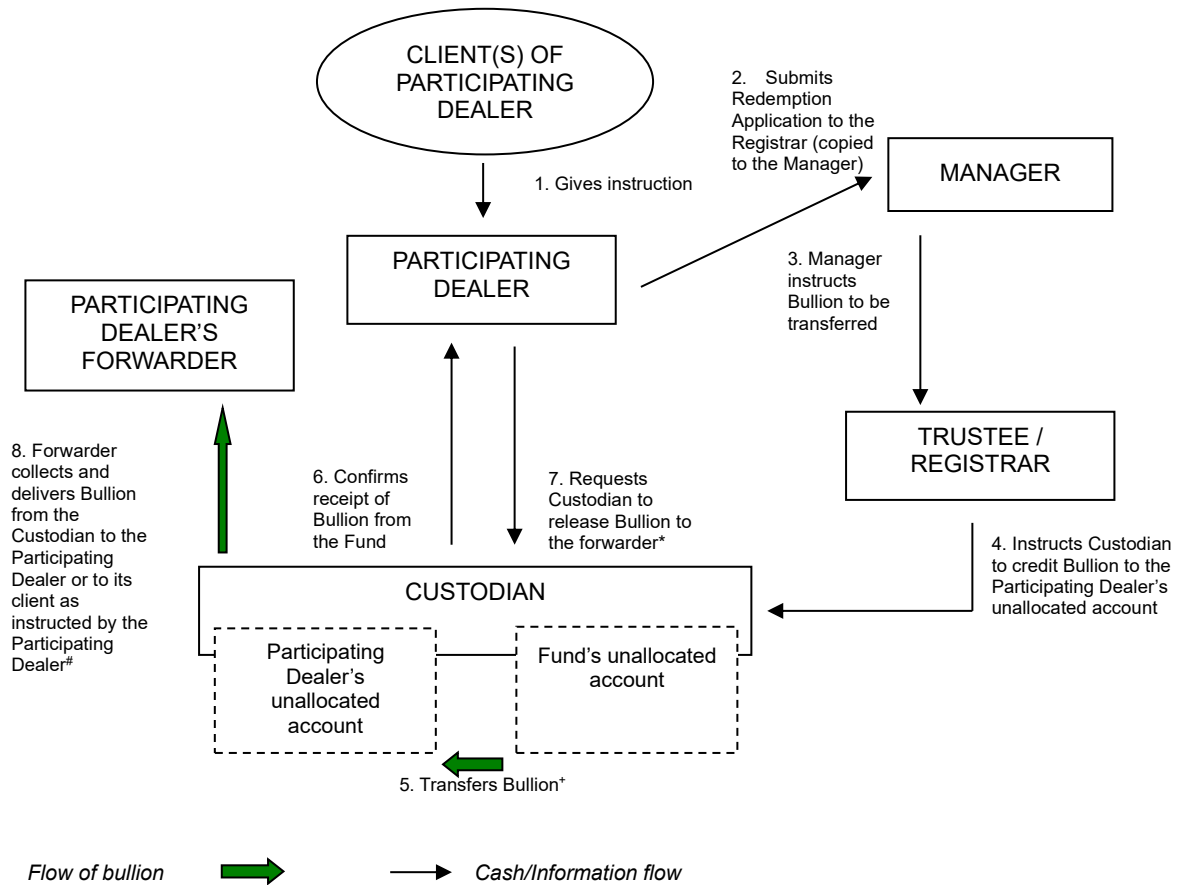 CLIENT(S) OF
PARTICIPATING
DEALER
2. Submits
Redemption
Application to the
Registrar (copied
to the Manager)
MANAGER
1. Gives instruction
PARTICIPATING
DEALER
3. Manager
instructs
Bullion to be
transferred
PARTICIPATING
DEALER’S
FORWARDER
TRUSTEE /
REGISTRAR
8. Forwarder
collects and
delivers Bullion
from the
Custodian to the
Participating
Dealer or to its
client as
instructed by the
Participating
Dealer#
6. Confirms
receipt of
Bullion from
the Fund
7. Requests
Custodian to
release Bullion to
the forwarder*
4. Instructs Custodian
to credit Bullion to the
Participating Dealer’s
unallocated account
CUSTODIAN
Participating
Dealer’s
unallocated
account
Fund’s unallocated
account
5. Transfers Bullion+
Flow of bullion
Cash/Information flow